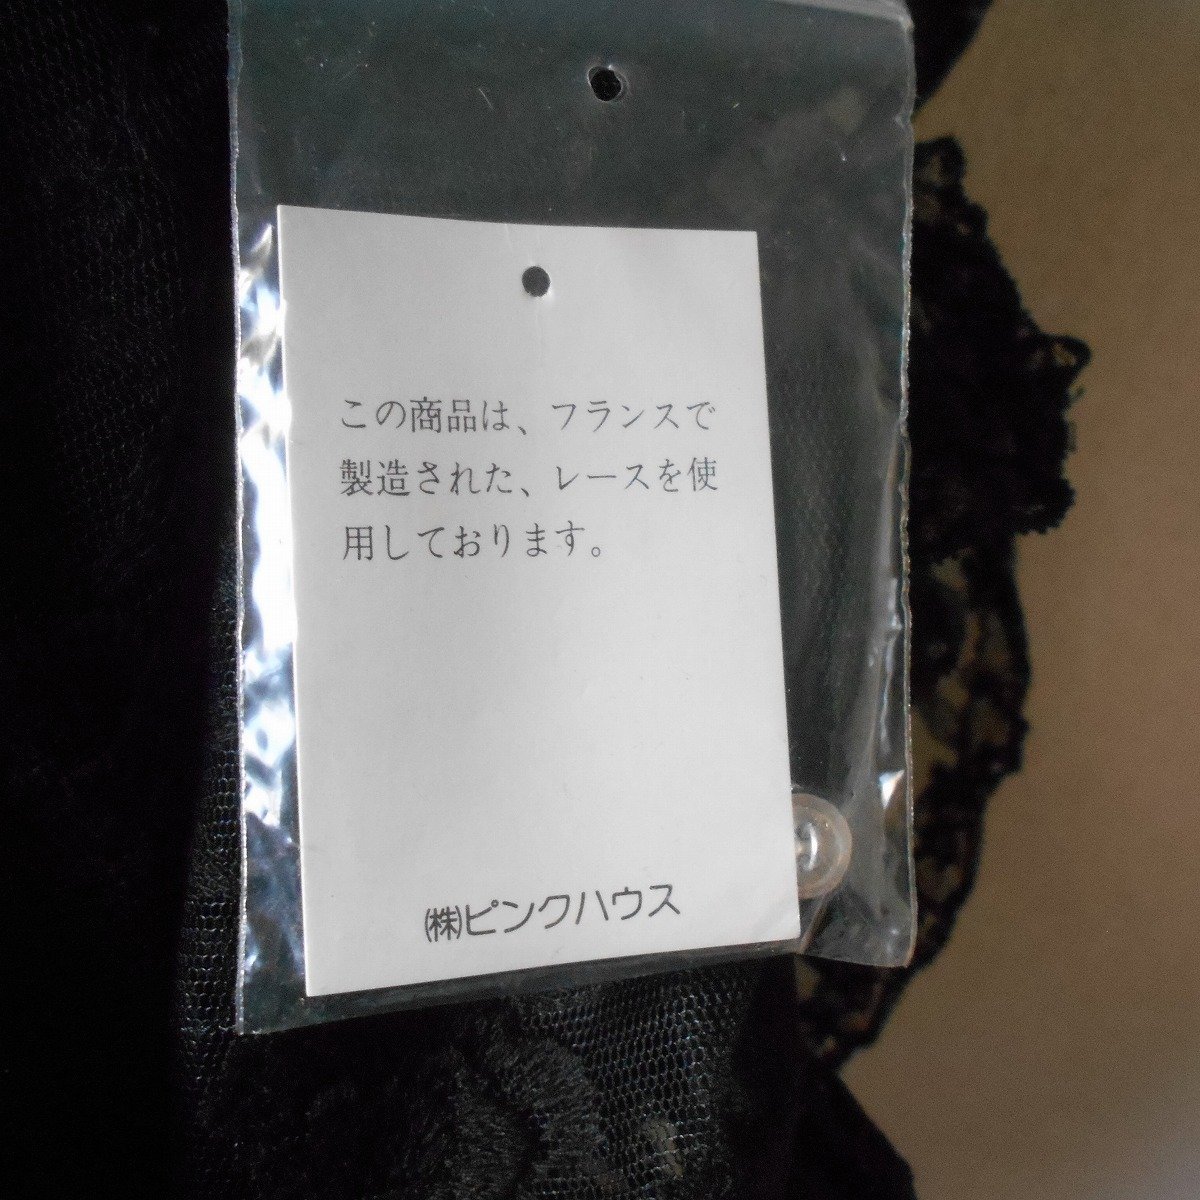 この商品は、フランスで
製造された、レースを使
用しております。
㈱ピンクハウス